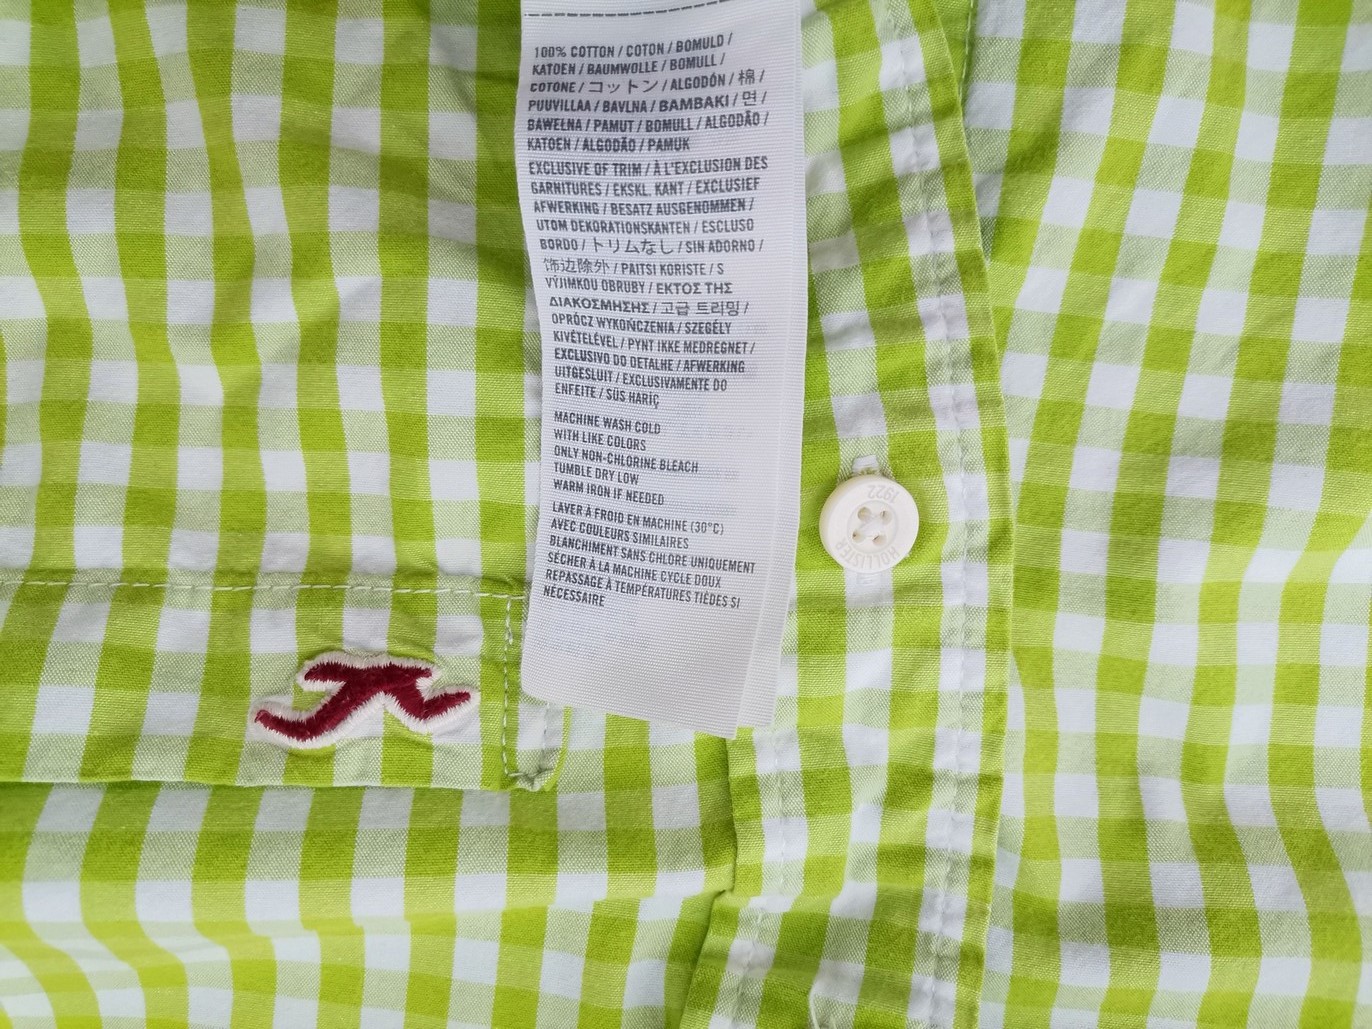 100% COTTON / COTON / BOMULD /
KATOEN / BAUMWOLLE / BOMULL /
COTONE / コットン / ALGODÓN / 棉 /
PUUVILLAA / BAVLNA / ΒΑΜΒΑΚΙ / 면 /
BAWEŁNA / PAMUT / BOMULL / ALGODÃO /
KATOEN / ALGODÃO / PAMUK
EXCLUSIVE OF TRIM / À L'EXCLUSION DES
GARNITURES / EKSKL. KANT / EXCLUSIEF
AFWERKING / BESATZ AUSGENOMMEN /
UTOM DEKORATIONSKANTEN / ESCLUSO
BORDO / トリムなし / SIN ADORNO /
饰边除外 / PAITSI KORISTE / S
VÝJIMKOU OBRUBY / ΕΚΤΟΣ ΤΗΣ
ΔΙΑΚΟΣΜΗΣΗΣ / 고급 트리밍 /
OPRÓCZ WYKOŃCZENIA / SZEGÉLY
KIVÉTELÉVEL / PYNT IKKE MEDREGNET /
EXCLUSIVO DO DETALHE / AFWERKING
UITGESLUIT / EXCLUSIVAMENTE DO
ENFEITE / SÜS HARİÇ
MACHINE WASH COLD
WITH LIKE COLORS
ONLY NON-CHLORINE BLEACH
TUMBLE DRY LOW
WARM IRON IF NEEDED
LAVER À FROID EN MACHINE (30°C)
AVEC COULEURS SIMILAIRES
BLANCHIMENT SANS CHLORE UNIQUEMENT
SÉCHER À LA MACHINE CYCLE DOUX
REPASSAGE À TEMPÉRATURES TIÈDES SI
NÉCESSAIRE
1922
HOLLISTER